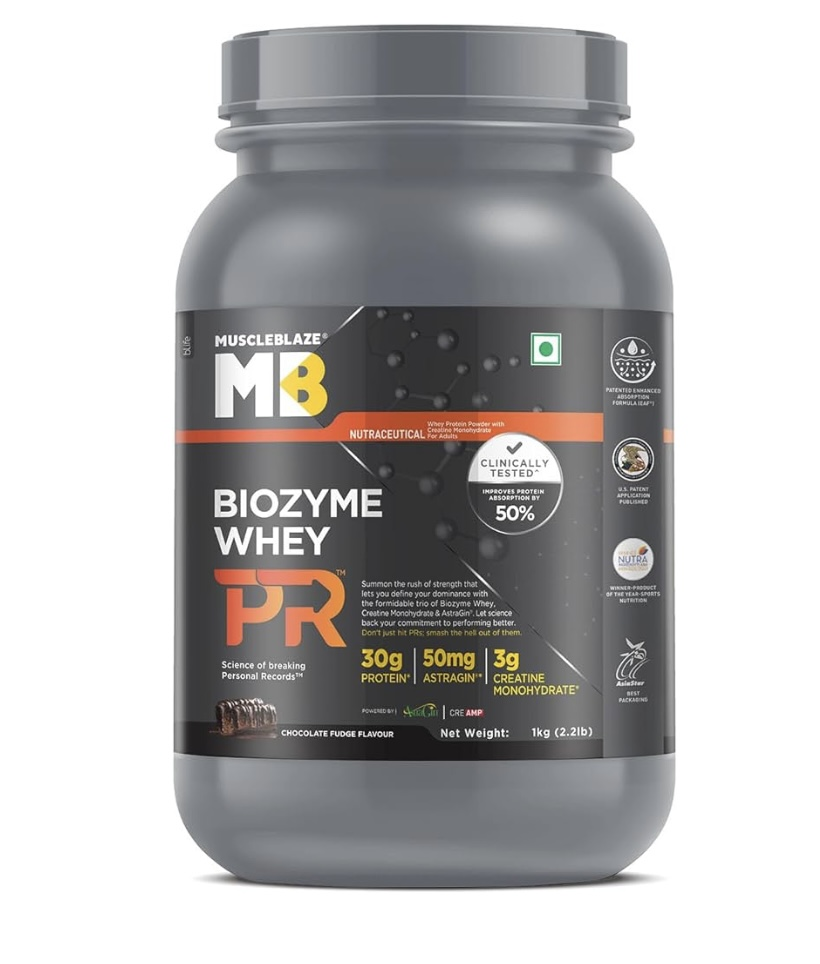 bLife
MUSCLEBLAZE®
MB
NUTRACEUTICAL
Whey Protein Powder with
Creatine Monohydrate
For Adults
CLINICALLY
TESTED^
IMPROVES PROTEIN
ABSORPTION BY
50%
BIOZYME
WHEY
PR™
Science of breaking
Personal Records™
Summon the rush of strength that
lets you define your dominance with
the formidable trio of Biozyme Whey,
Creatine Monohydrate & AstraGin®. Let science
back your commitment to performing better.
Don't just hit PRs; smash the hell out of them.
30g
PROTEIN*
50mg
ASTRAGIN®*
3g
CREATINE
MONOHYDRATE*
POWERED BY |
AstraGin
CRE AMP
CHOCOLATE FUDGE FLAVOUR
Net Weight: 1kg (2.2lb)
PATENTED ENHANCED
ABSORPTION
FORMULA (EAF®)
U.S. PATENT
APPLICATION
PUBLISHED
NUTRA
WINNER-PRODUCT
OF THE YEAR-SPORTS
NUTRITION
AsiaStar
BEST
PACKAGING